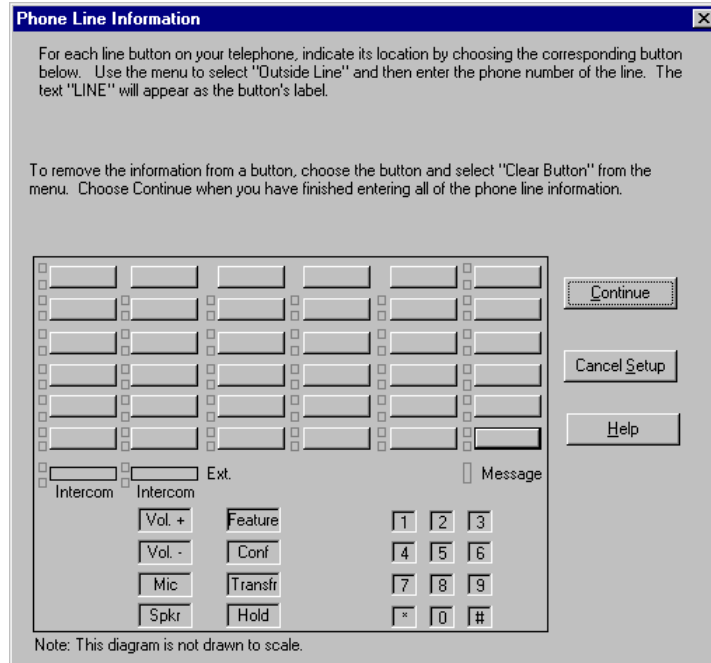 Phone Line Information
For each line button on your telephone, indicate its location by choosing the corresponding button
below.  Use the menu to select "Outside Line" and then enter the phone number of the line.  The
text "LINE" will appear as the button's label.
To remove the information from a button, choose the button and select "Clear Button" from the
menu.  Choose Continue when you have finished entering all of the phone line information.
Continue
Cancel Setup
Help
Ext.
Message
Intercom Intercom
Vol. + Feature 1 2 3
Vol. - Conf 4 5 6
Mic Transfr 7 8 9
Spkr Hold * 0 #
Note: This diagram is not drawn to scale.